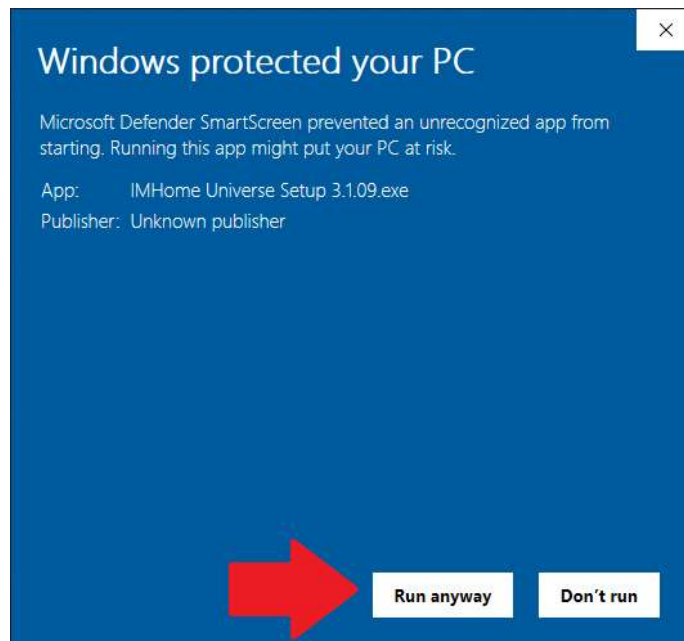 Windows protected your PC
Microsoft Defender SmartScreen prevented an unrecognized app from
starting. Running this app might put your PC at risk.
App: IMHome Universe Setup 3.1.09.exe
Publisher: Unknown publisher
Run anyway Don't run